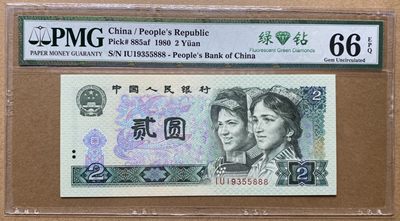 PMG
PAPER MONEY GUARANTY
China / People's Republic
Pick# 885af 1980 2 Yüan
S/N IU19355888 - People's Bank of China
绿钻
Fluorescent Green Diamonds
66 EPQ
Gem Uncirculated
中国人民银行
2
贰圆
IU19355888
2
2